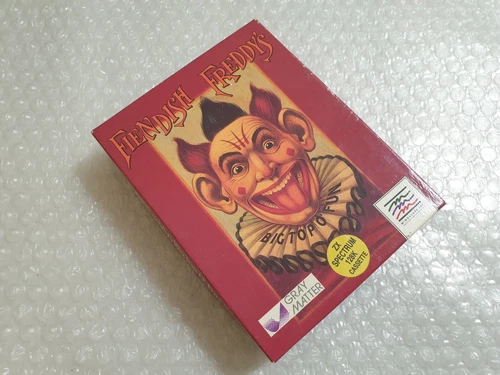 FIENDISH FREDDY'S
BIG TOP O' FUN
ZX
SPECTRUM
128K
CASSETTE
GRAY
MATTER